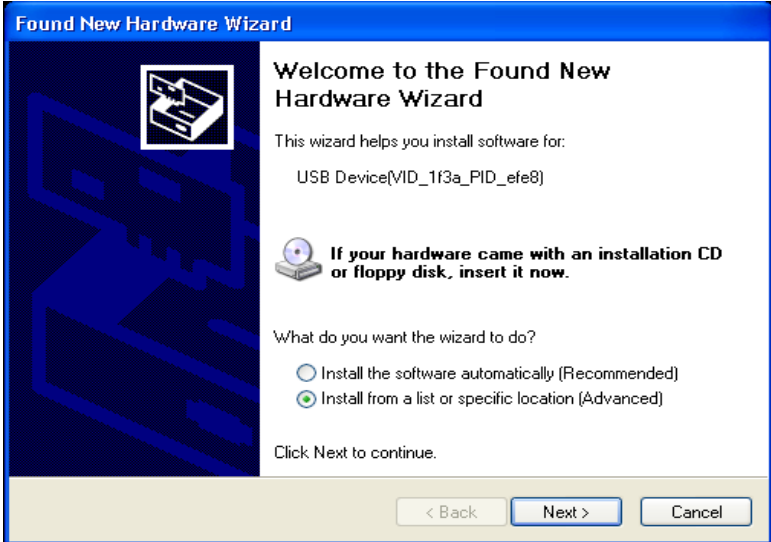 Found New Hardware Wizard
Welcome to the Found New
Hardware Wizard
This wizard helps you install software for:
USB Device(VID_1f3a_PID_efe8)
If your hardware came with an installation CD
or floppy disk, insert it now.
What do you want the wizard to do?
Install the software automatically (Recommended)
Install from a list or specific location (Advanced)
Click Next to continue.
< Back
Next >
Cancel